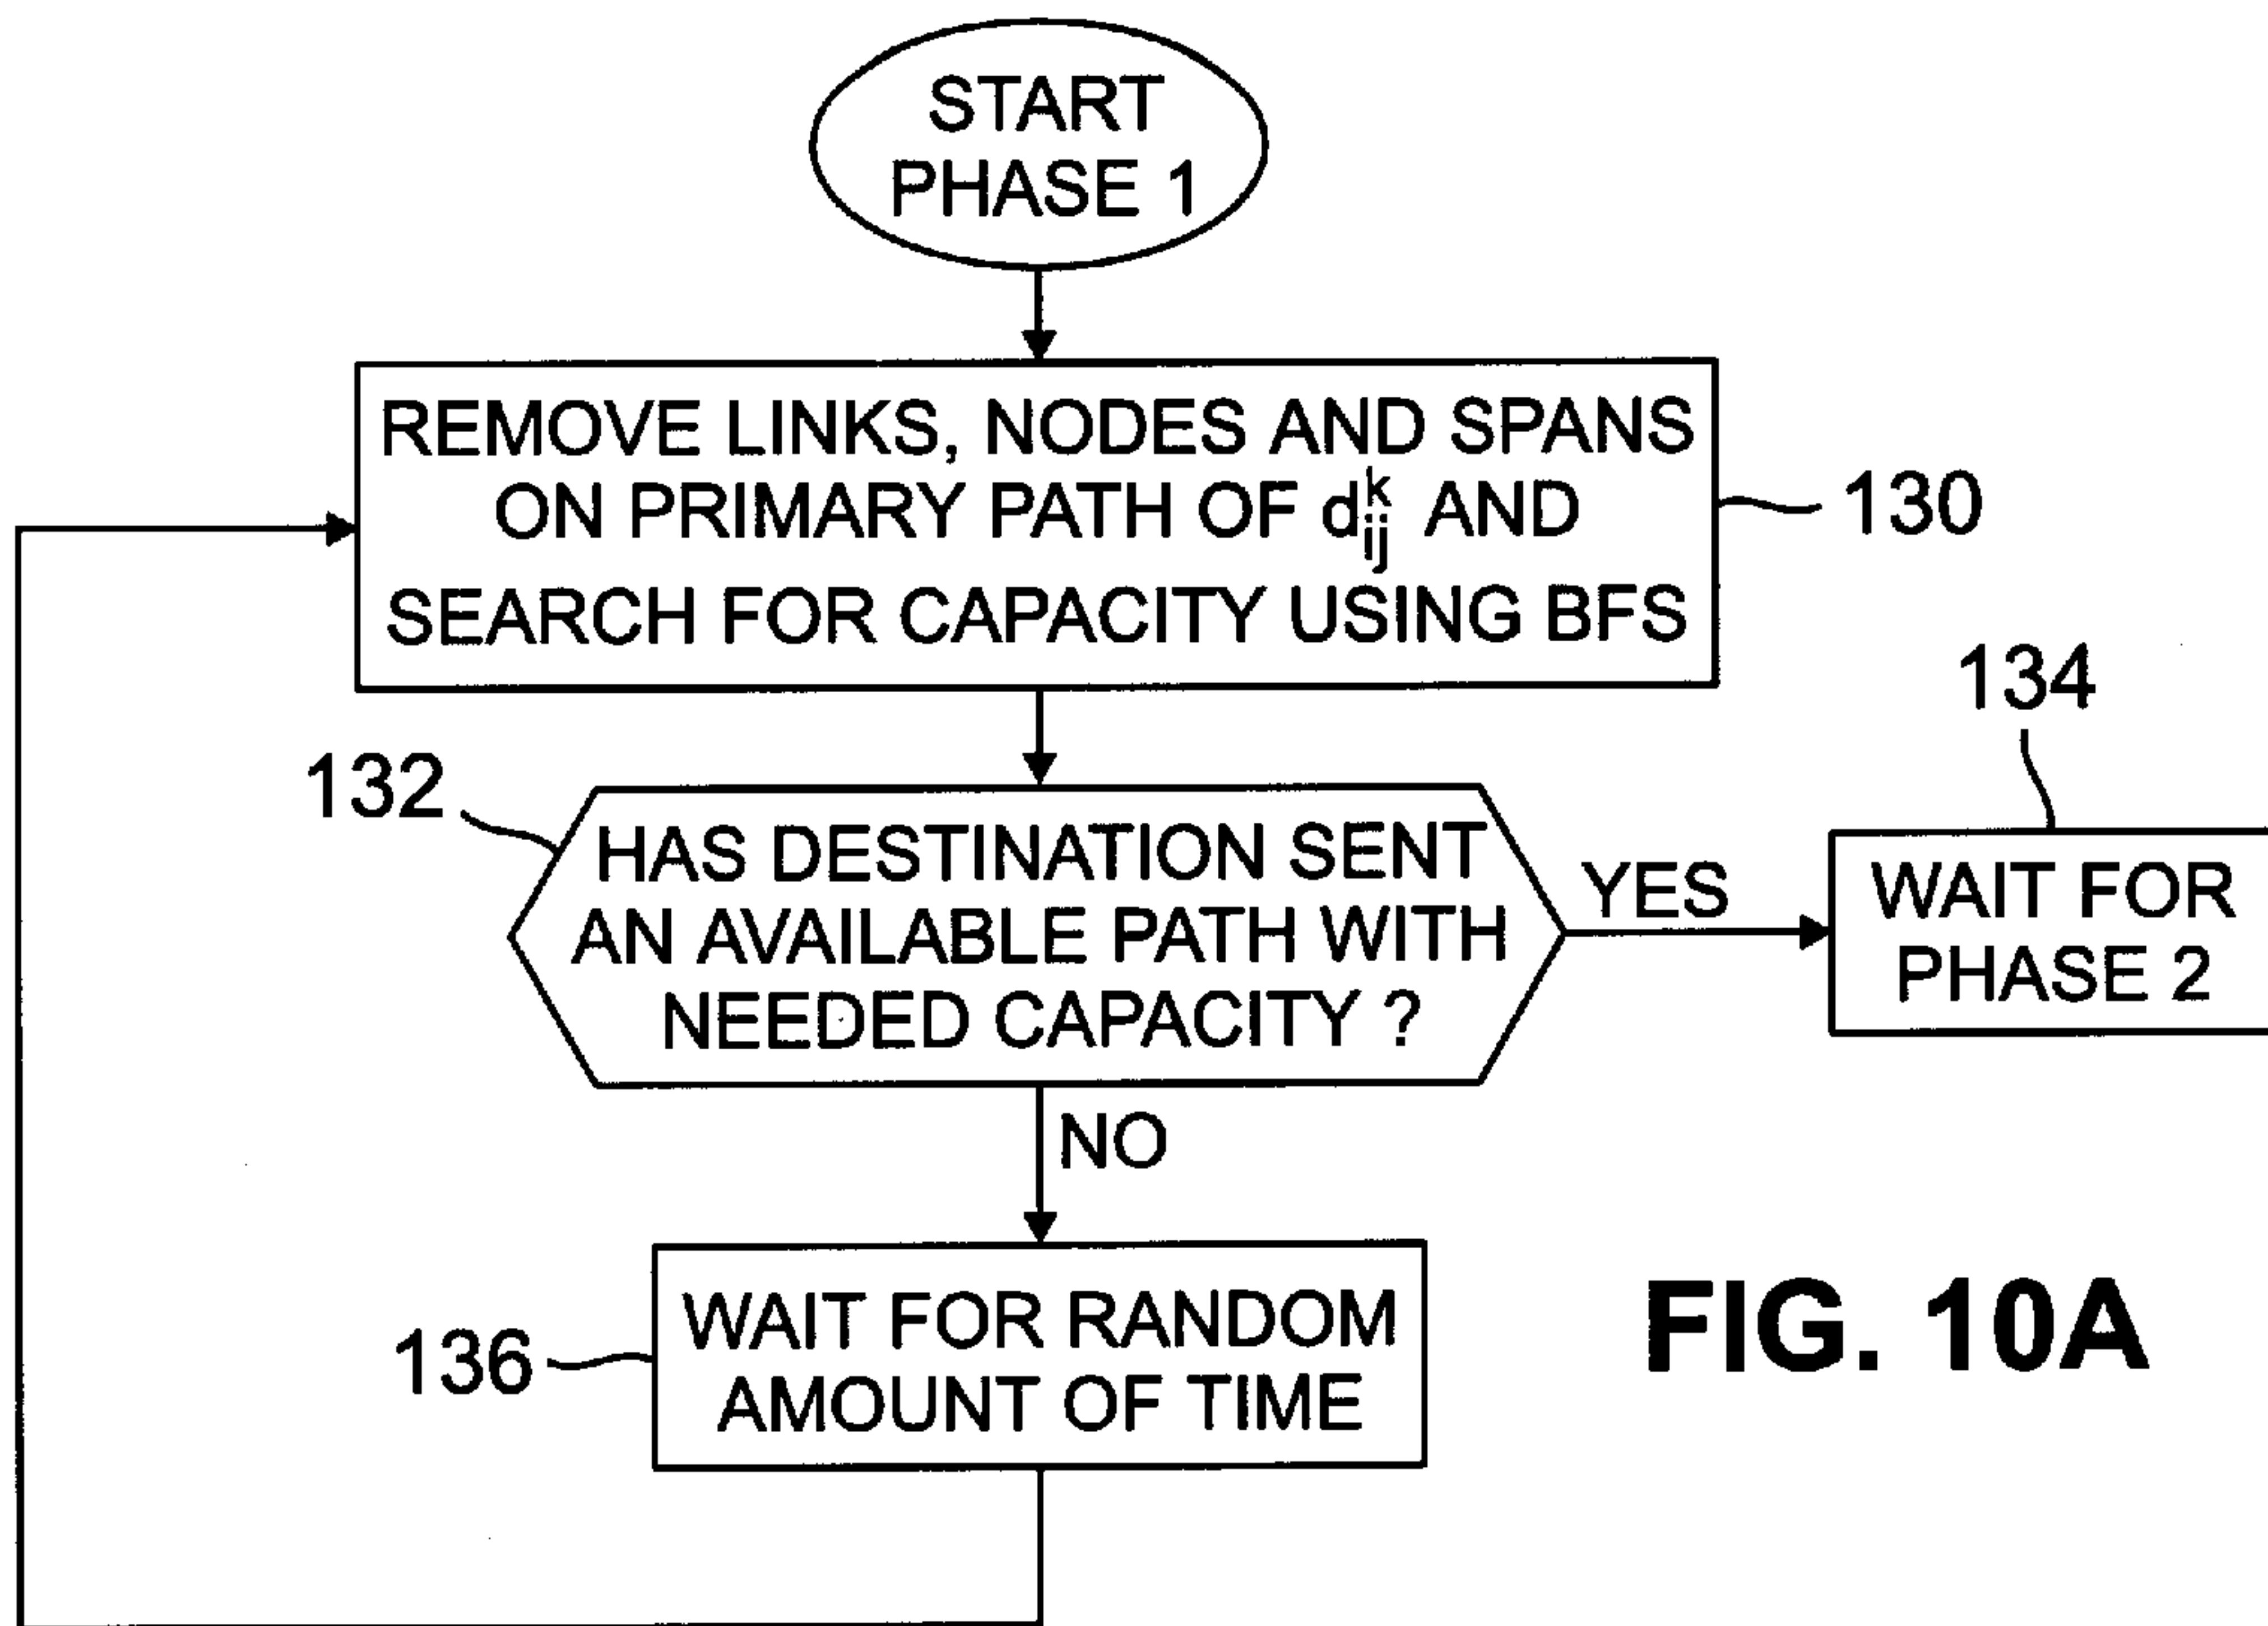 START
PHASE 1
REMOVE LINKS, NODES AND SPANS
ON PRIMARY PATH OF d^k_ij AND
SEARCH FOR CAPACITY USING BFS
130
134
132
HAS DESTINATION SENT
AN AVAILABLE PATH WITH
NEEDED CAPACITY ?
YES
WAIT FOR
PHASE 2
NO
136
WAIT FOR RANDOM
AMOUNT OF TIME
FIG. 10A